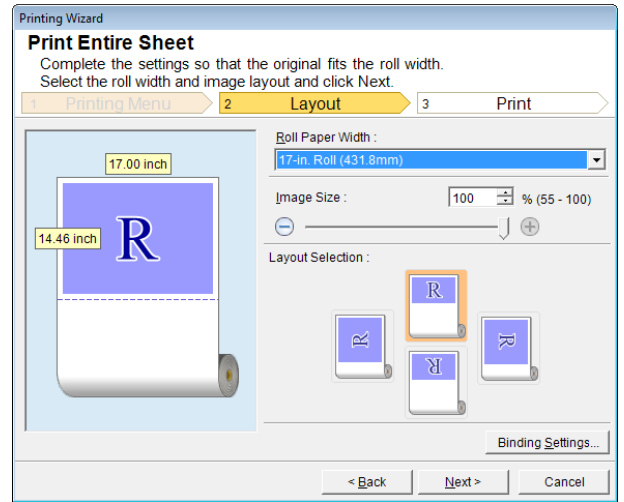 Printing Wizard
Print Entire Sheet
Complete the settings so that the original fits the roll width.
Select the roll width and image layout and click Next.
1 Printing Menu 2 Layout 3 Print
Roll Paper Width :
17-in. Roll (431.8mm)
17.00 inch
Image Size : 100 % (55 - 100)
14.46 inch
R
Layout Selection :
R
R
R
R
Binding Settings...
< Back Next > Cancel